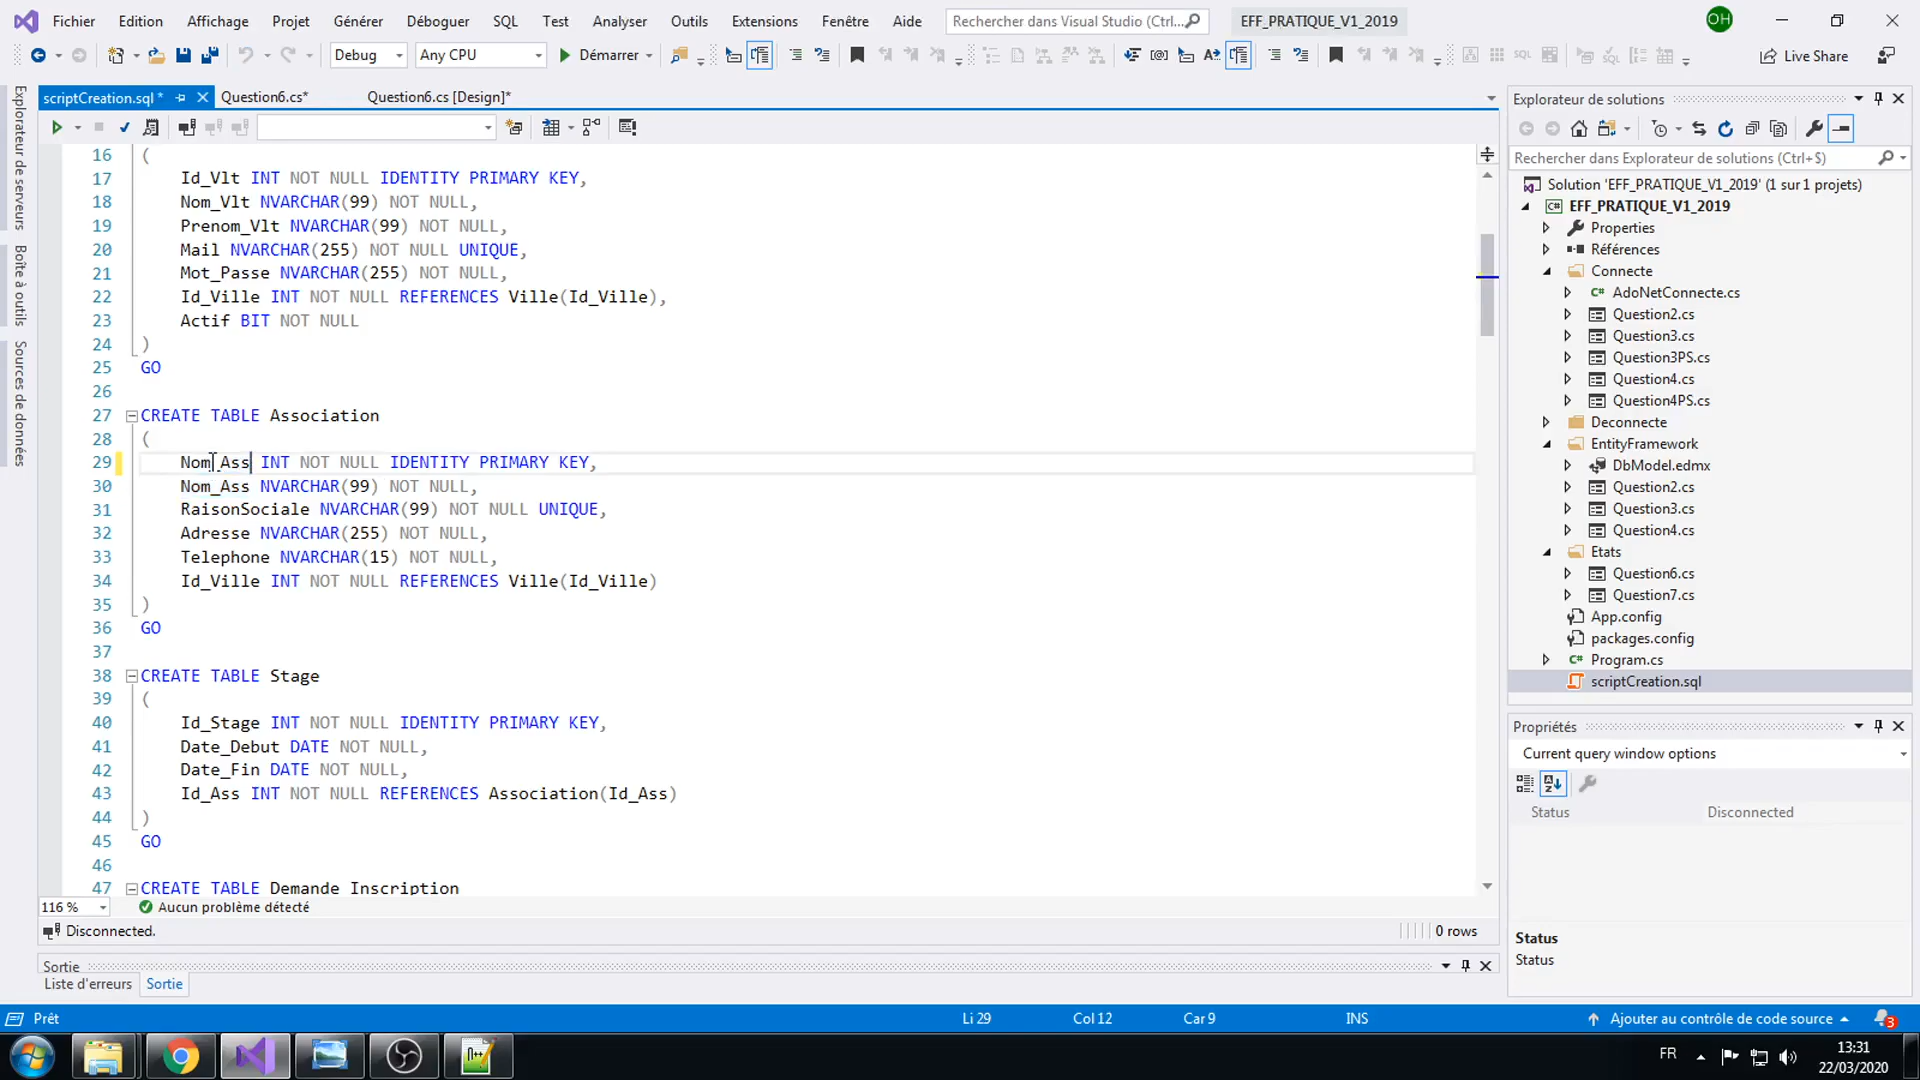 Fichier Edition Affichage Projet Générer Déboguer SQL Test Analyser Outils Extensions Fenêtre Aide Rechercher dans Visual Studio (Ctrl... EFF_PRATIQUE_V1_2019 OH
Debug Any CPU Démarrer Live Share
scriptCreation.sql * Question6.cs* Question6.cs [Design]*
Explorateur de serveurs
Boîte à outils
Sources de données
16 (
17 Id_Vlt INT NOT NULL IDENTITY PRIMARY KEY,
18 Nom_Vlt NVARCHAR(99) NOT NULL,
19 Prenom_Vlt NVARCHAR(99) NOT NULL,
20 Mail NVARCHAR(255) NOT NULL UNIQUE,
21 Mot_Passe NVARCHAR(255) NOT NULL,
22 Id_Ville INT NOT NULL REFERENCES Ville(Id_Ville),
23 Actif BIT NOT NULL
24 )
25 GO
26
27 CREATE TABLE Association
28 (
29 Nom_Ass INT NOT NULL IDENTITY PRIMARY KEY,
30 Nom_Ass NVARCHAR(99) NOT NULL,
31 RaisonSociale NVARCHAR(99) NOT NULL UNIQUE,
32 Adresse NVARCHAR(255) NOT NULL,
33 Telephone NVARCHAR(15) NOT NULL,
34 Id_Ville INT NOT NULL REFERENCES Ville(Id_Ville)
35 )
36 GO
37
38 CREATE TABLE Stage
39 (
40 Id_Stage INT NOT NULL IDENTITY PRIMARY KEY,
41 Date_Debut DATE NOT NULL,
42 Date_Fin DATE NOT NULL,
43 Id_Ass INT NOT NULL REFERENCES Association(Id_Ass)
44 )
45 GO
46
47 CREATE TABLE Demande Inscription
116 % Aucun problème détecté
Disconnected. 0 rows
Sortie
Liste d'erreurs Sortie
Explorateur de solutions
Rechercher dans Explorateur de solutions (Ctrl+$)
Solution 'EFF_PRATIQUE_V1_2019' (1 sur 1 projets)
C# EFF_PRATIQUE_V1_2019
Properties
Références
Connecte
C# AdoNetConnecte.cs
Question2.cs
Question3.cs
Question3PS.cs
Question4.cs
Question4PS.cs
Deconnecte
EntityFramework
DbModel.edmx
Question2.cs
Question3.cs
Question4.cs
Etats
Question6.cs
Question7.cs
App.config
packages.config
C# Program.cs
scriptCreation.sql
Propriétés
Current query window options
Status Disconnected
Status
Status
Prêt Li 29 Col 12 Car 9 INS Ajouter au contrôle de code source 3
FR 13:31
22/03/2020